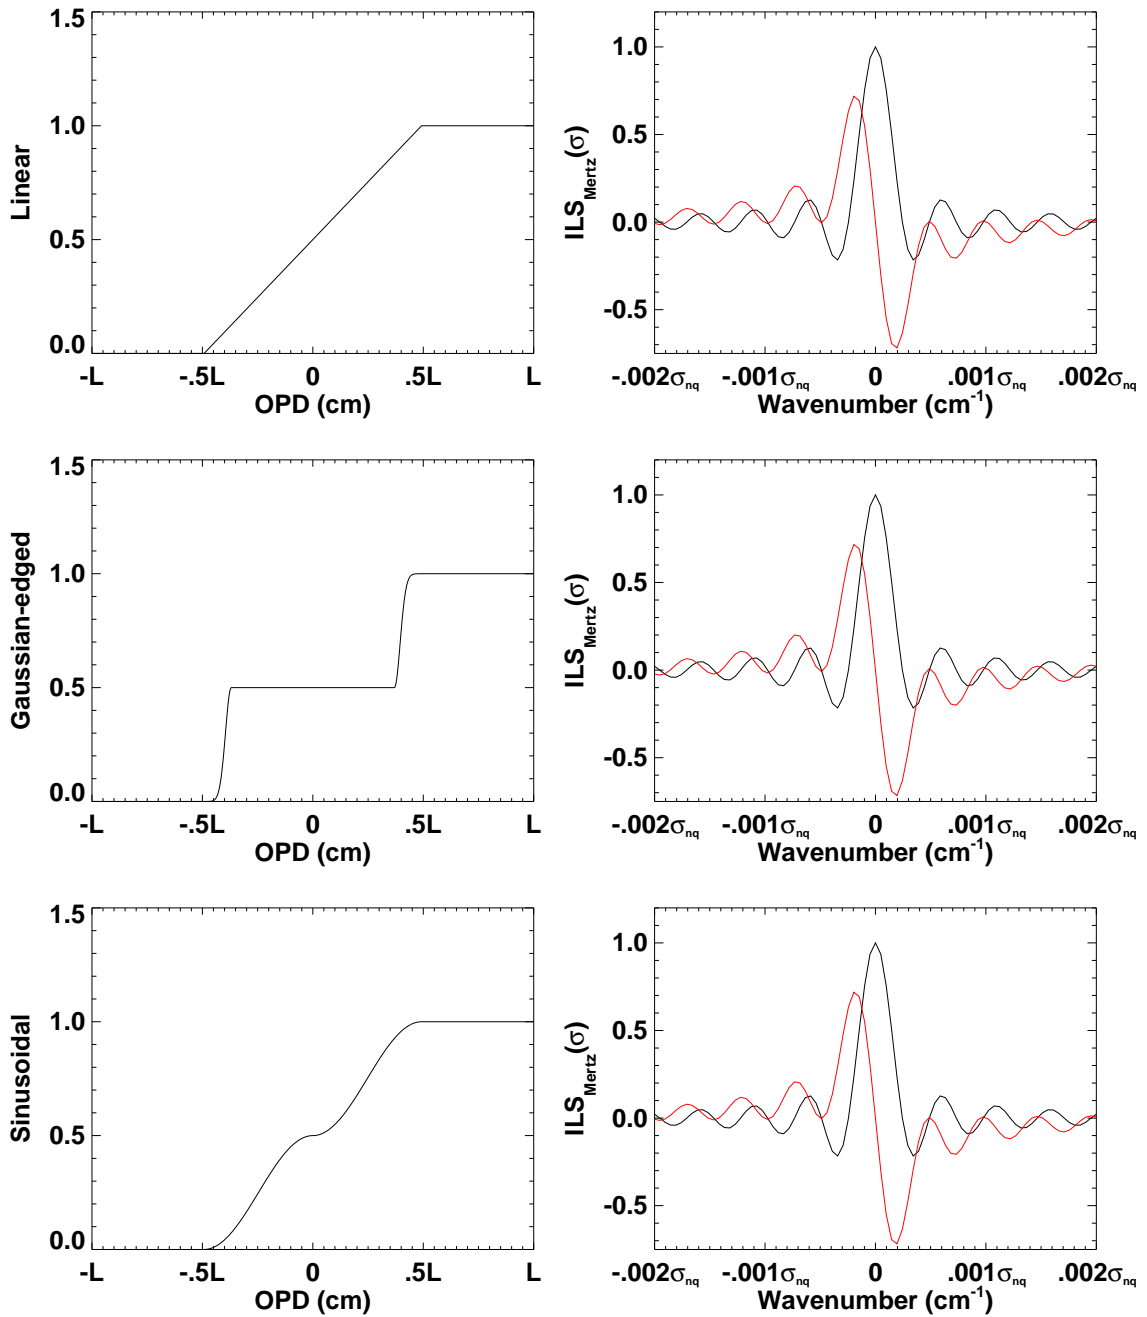 1.5
1.0
0.5
0.0
Linear
-L -.5L 0 .5L L
OPD (cm)
1.0
0.5
0.0
-0.5
ILS_Mertz(σ)
-.002σ_nq -.001σ_nq 0 .001σ_nq .002σ_nq
Wavenumber (cm⁻¹)
1.5
1.0
0.5
0.0
Gaussian-edged
-L -.5L 0 .5L L
OPD (cm)
1.0
0.5
0.0
-0.5
ILS_Mertz(σ)
-.002σ_nq -.001σ_nq 0 .001σ_nq .002σ_nq
Wavenumber (cm⁻¹)
1.5
1.0
0.5
0.0
Sinusoidal
-L -.5L 0 .5L L
OPD (cm)
1.0
0.5
0.0
-0.5
ILS_Mertz(σ)
-.002σ_nq -.001σ_nq 0 .001σ_nq .002σ_nq
Wavenumber (cm⁻¹)